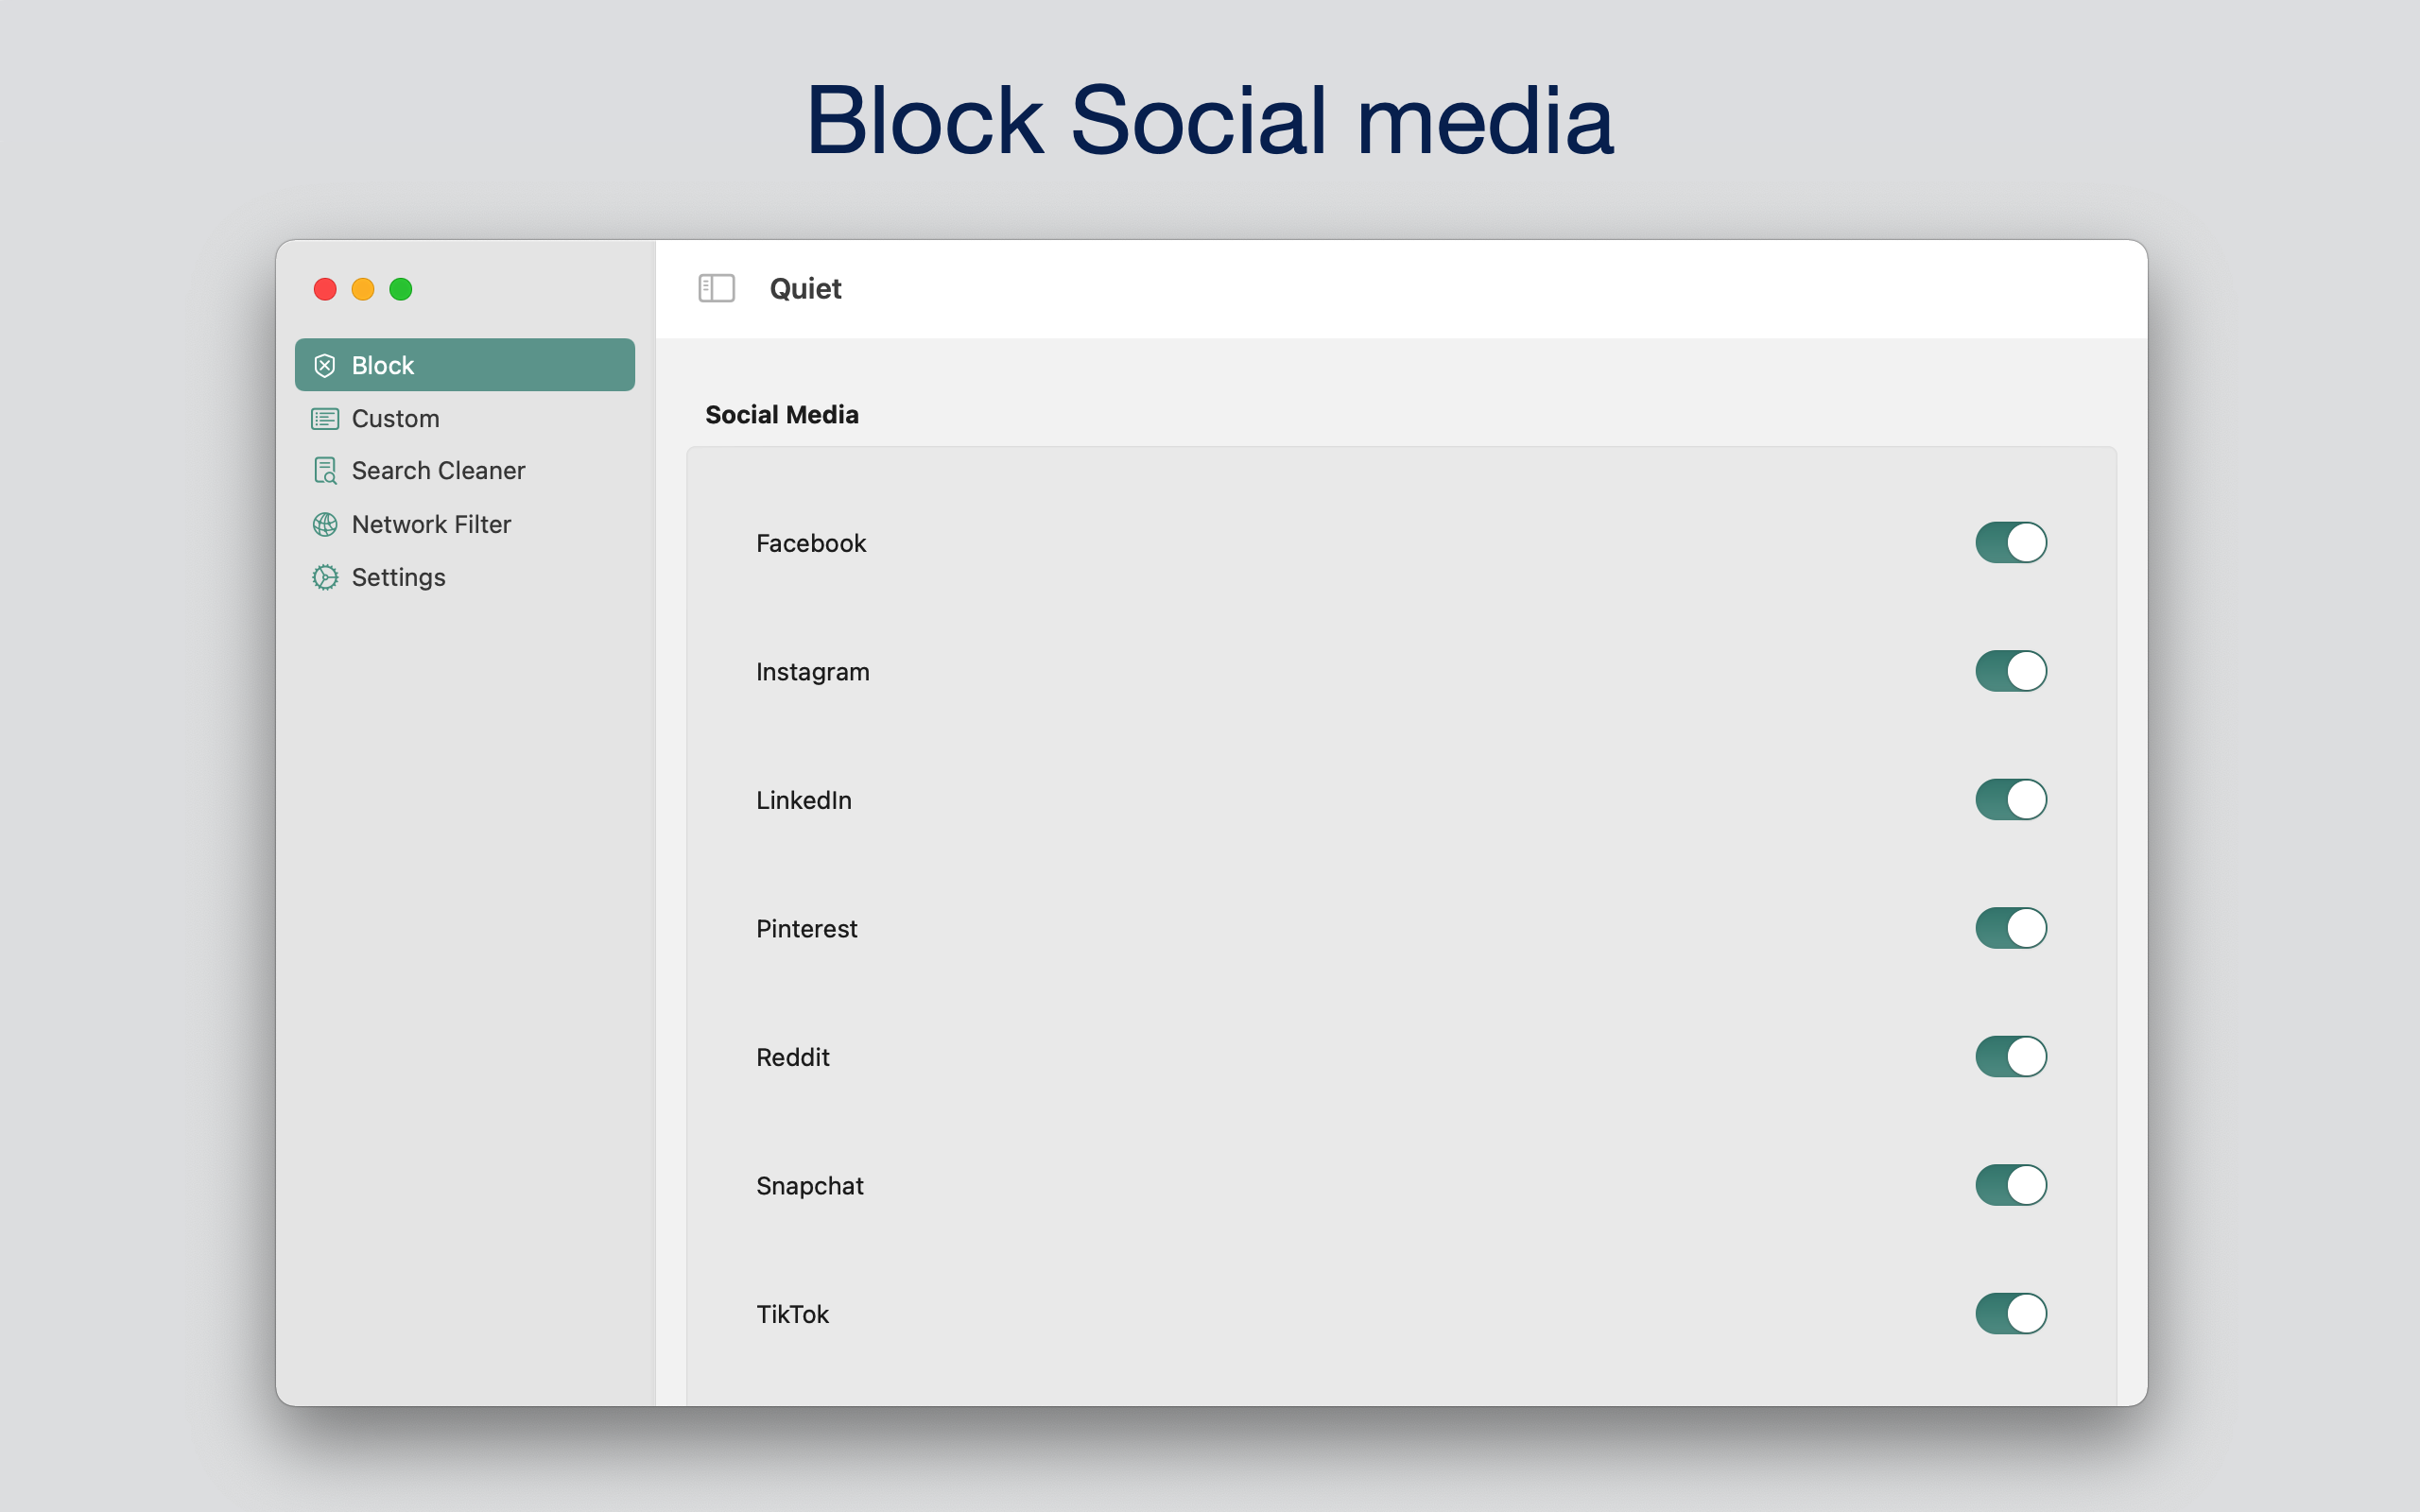 Block Social media
Quiet
Block
Custom
Search Cleaner
Network Filter
Settings
Social Media
Facebook
Instagram
LinkedIn
Pinterest
Reddit
Snapchat
TikTok